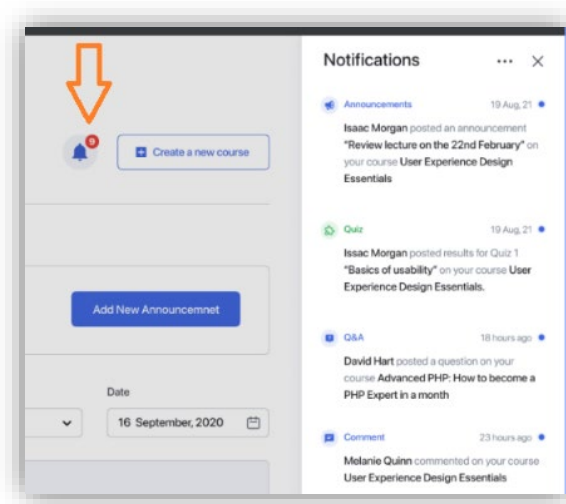 Notifications
Announcements
19 Aug, 21
Isaac Morgan posted an announcement
"Review lecture on the 22nd February" on
your course User Experience Design
Essentials
Quiz
19 Aug, 21
Issac Morgan posted results for Quiz 1
"Basics of usability" on your course User
Experience Design Essentials.
Q&A
18 hours ago
David Hart posted a question on your
course Advanced PHP: How to become a
PHP Expert in a month
Comment
23 hours ago
Melanie Quinn commented on your course
User Experience Design Essentials
9
Create a new course
Add New Announcemnet
Date
16 September, 2020